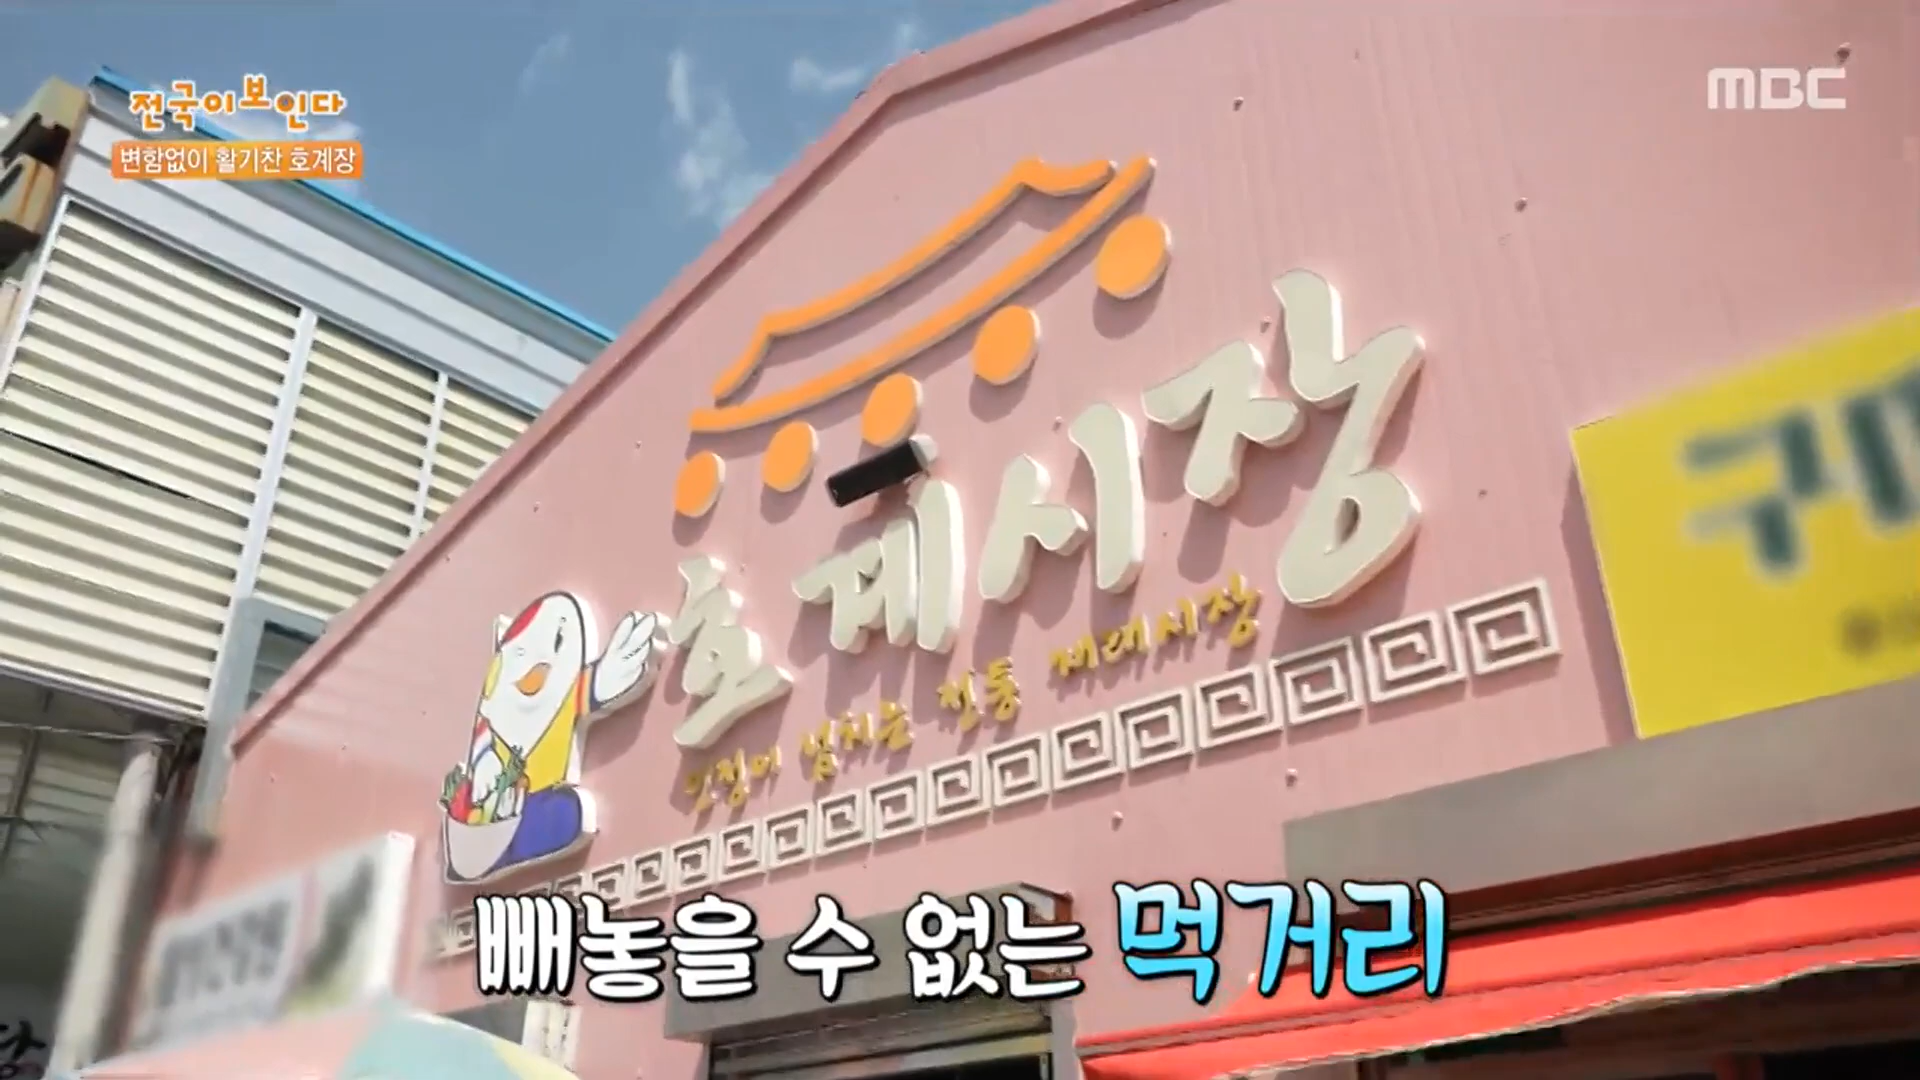 전국이보인다
변함없이 활기찬 호계장
MBC
호계시장
인정이 넘치는 전통 재래시장
빼놓을 수 없는 먹거리